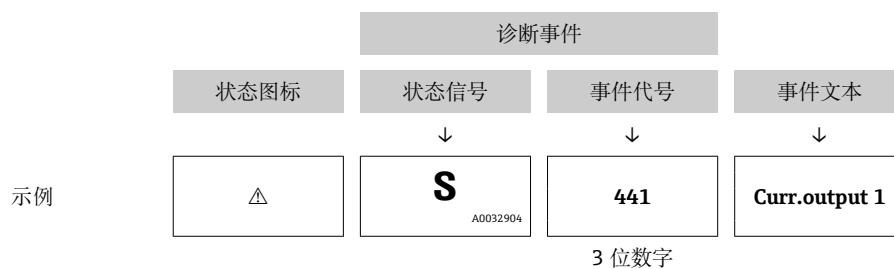 诊断事件
状态图标 状态信号 事件代号 事件文本
↓ ↓ ↓
示例 ⚠ S 441 Curr.output 1
A0032904
3 位数字